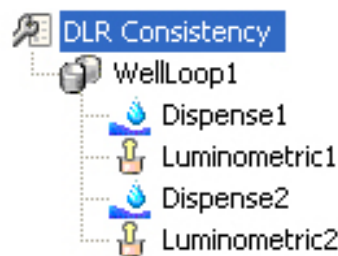 DLR Consistency
WellLoop1
Dispense1
Luminometric1
Dispense2
Luminometric2